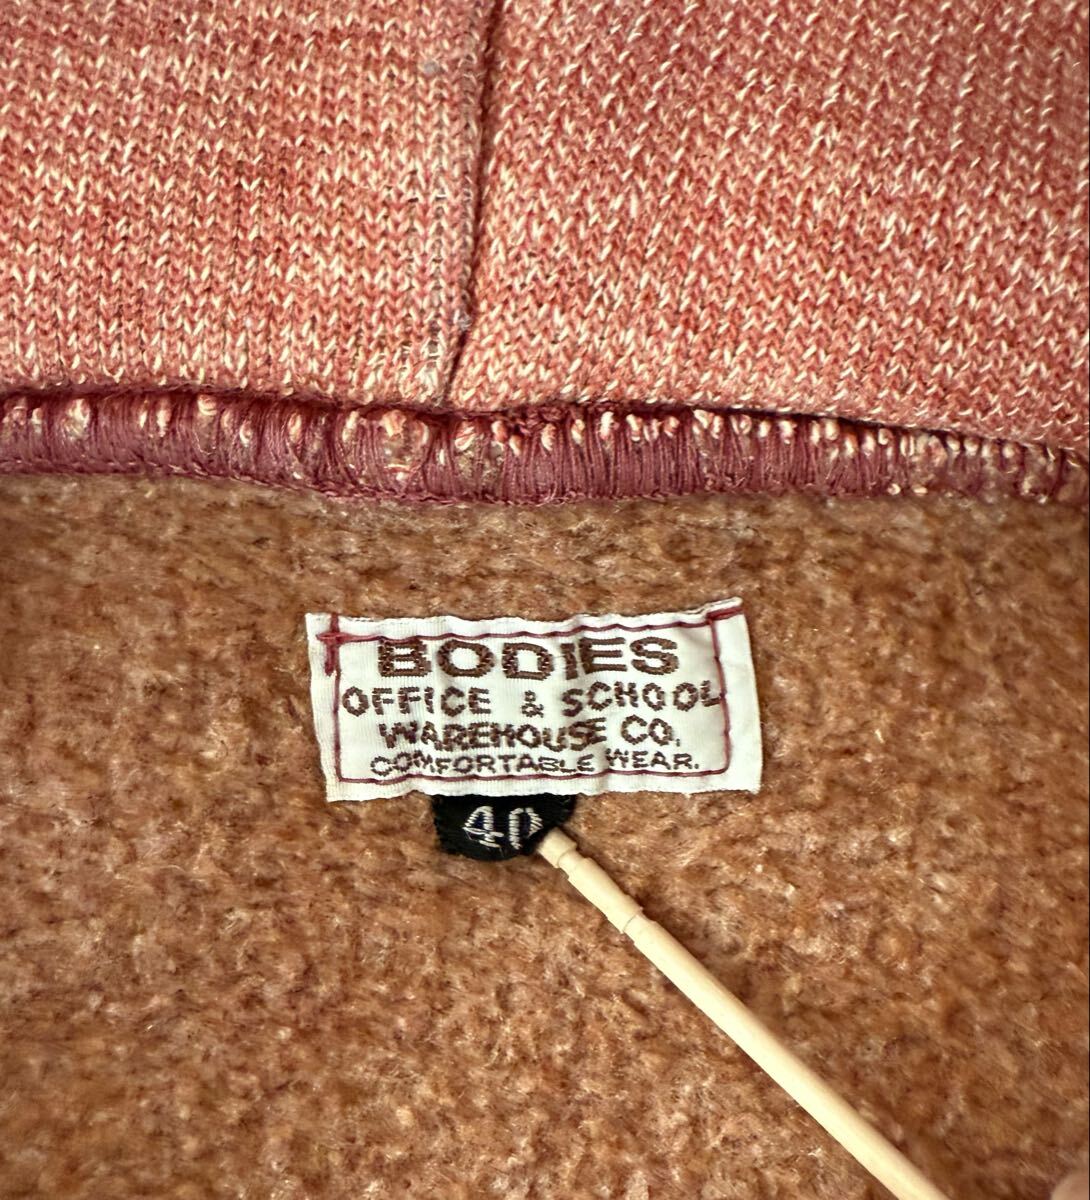 BODIES
OFFICE & SCHOOL
WAREHOUSE CO.
COMFORTABLE WEAR.
40